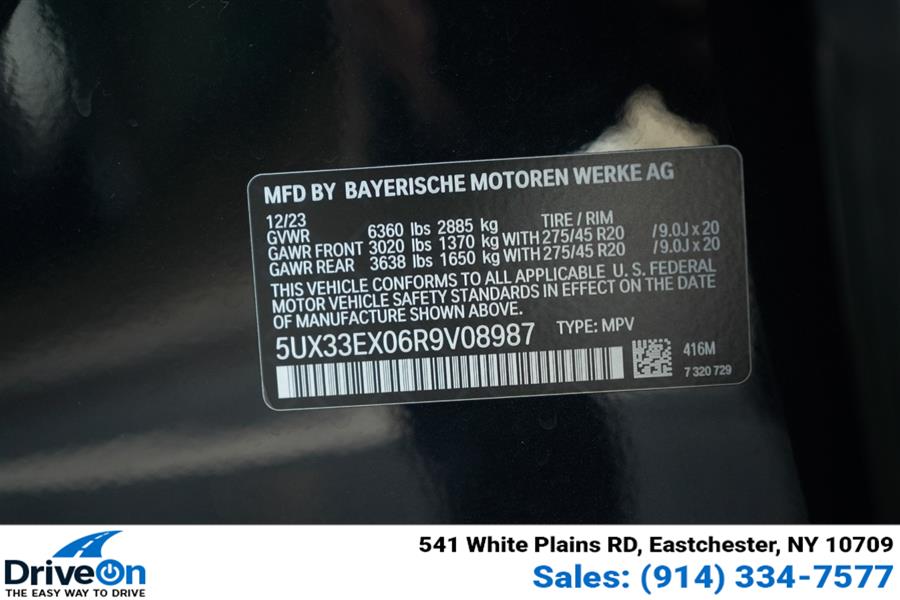 MFD BY BAYERISCHE MOTOREN WERKE AG
12/23 TIRE / RIM
GVWR 6360 lbs 2885 kg
GAWR FRONT 3020 lbs 1370 kg WITH 275/45 R20 / 9.0J x 20
GAWR REAR 3638 lbs 1650 kg WITH 275/45 R20 / 9.0J x 20
THIS VEHICLE CONFORMS TO ALL APPLICABLE U. S. FEDERAL
MOTOR VEHICLE SAFETY STANDARDS IN EFFECT ON THE DATE
OF MANUFACTURE SHOWN ABOVE.
5UX33EX06R9V08987 TYPE: MPV
416M
7 320 729
DriveOn
THE EASY WAY TO DRIVE
541 White Plains RD, Eastchester, NY 10709
Sales: (914) 334-7577